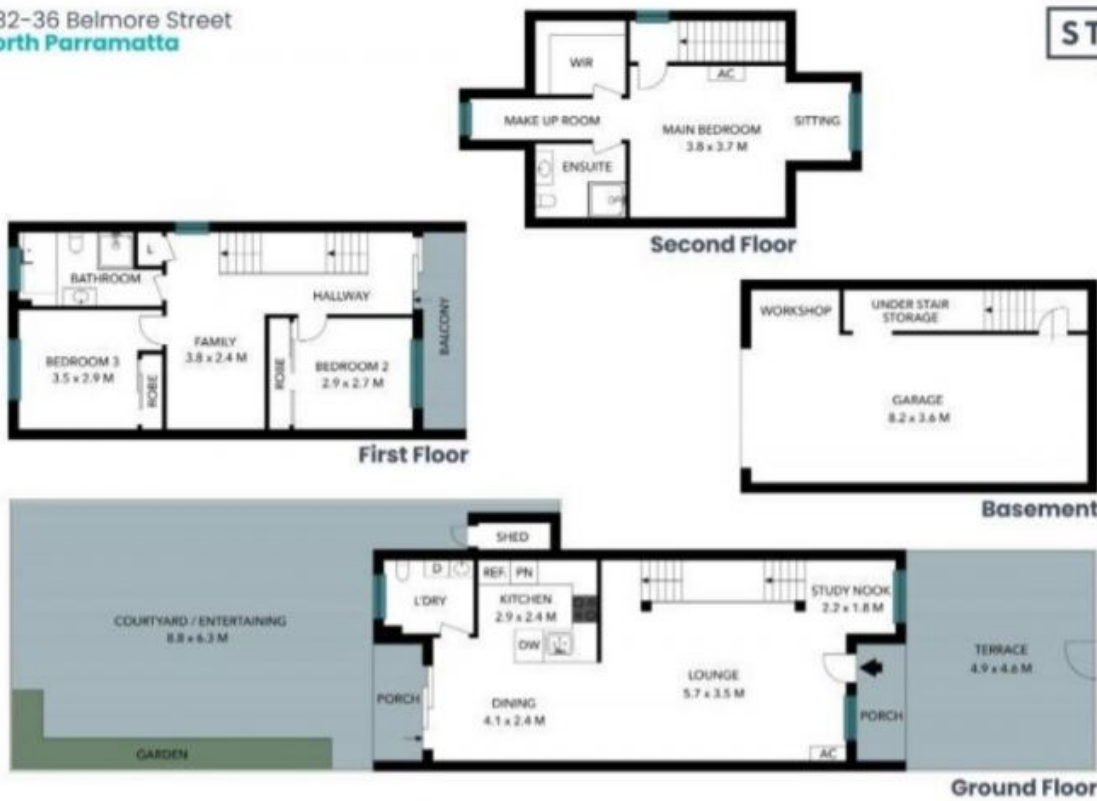 32-36 Belmore Street
orth Parramatta
ST
WIR
AC
MAKE UP ROOM
MAIN BEDROOM
3.8 x 3.7 M
SITTING
ENSUITE
Second Floor
L
BATHROOM
HALLWAY
BALCONY
FAMILY
3.8 x 2.4 M
BEDROOM 3
3.5 x 2.9 M
ROBE
ROBE
BEDROOM 2
2.9 x 2.7 M
First Floor
WORKSHOP
UNDER STAIR
STORAGE
GARAGE
8.2 x 3.6 M
Basement
SHED
D
REF.
PN
L'DRY
KITCHEN
2.9 x 2.4 M
DW
STUDY NOOK
2.2 x 1.8 M
COURTYARD / ENTERTAINING
8.8 x 6.3 M
TERRACE
4.9 x 4.6 M
LOUNGE
5.7 x 3.5 M
PORCH
DINING
4.1 x 2.4 M
PORCH
GARDEN
AC
Ground Floor